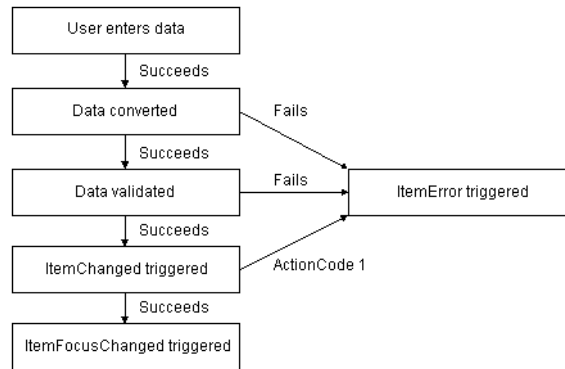 User enters data
Succeeds
Data converted
Fails
Succeeds
Data validated
Fails
ItemError triggered
Succeeds
ItemChanged triggered
ActionCode 1
Succeeds
ItemFocusChanged triggered